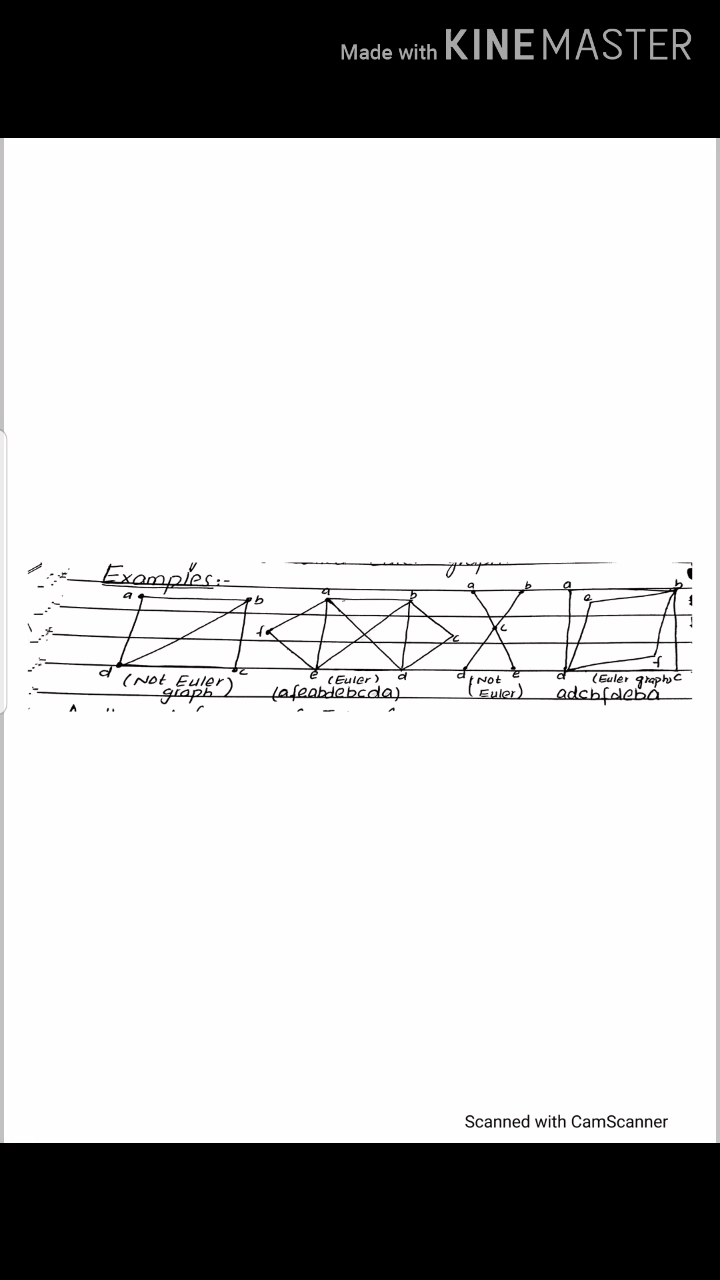 Made with KINEMASTER
Examples:-
a b d c
(Not Euler graph)
a b f c e d
(Euler)
(afeabdebcda)
a b c d e
(Not Euler)
a b e f d c
(Euler graph)
adcbfdeba
Scanned with CamScanner